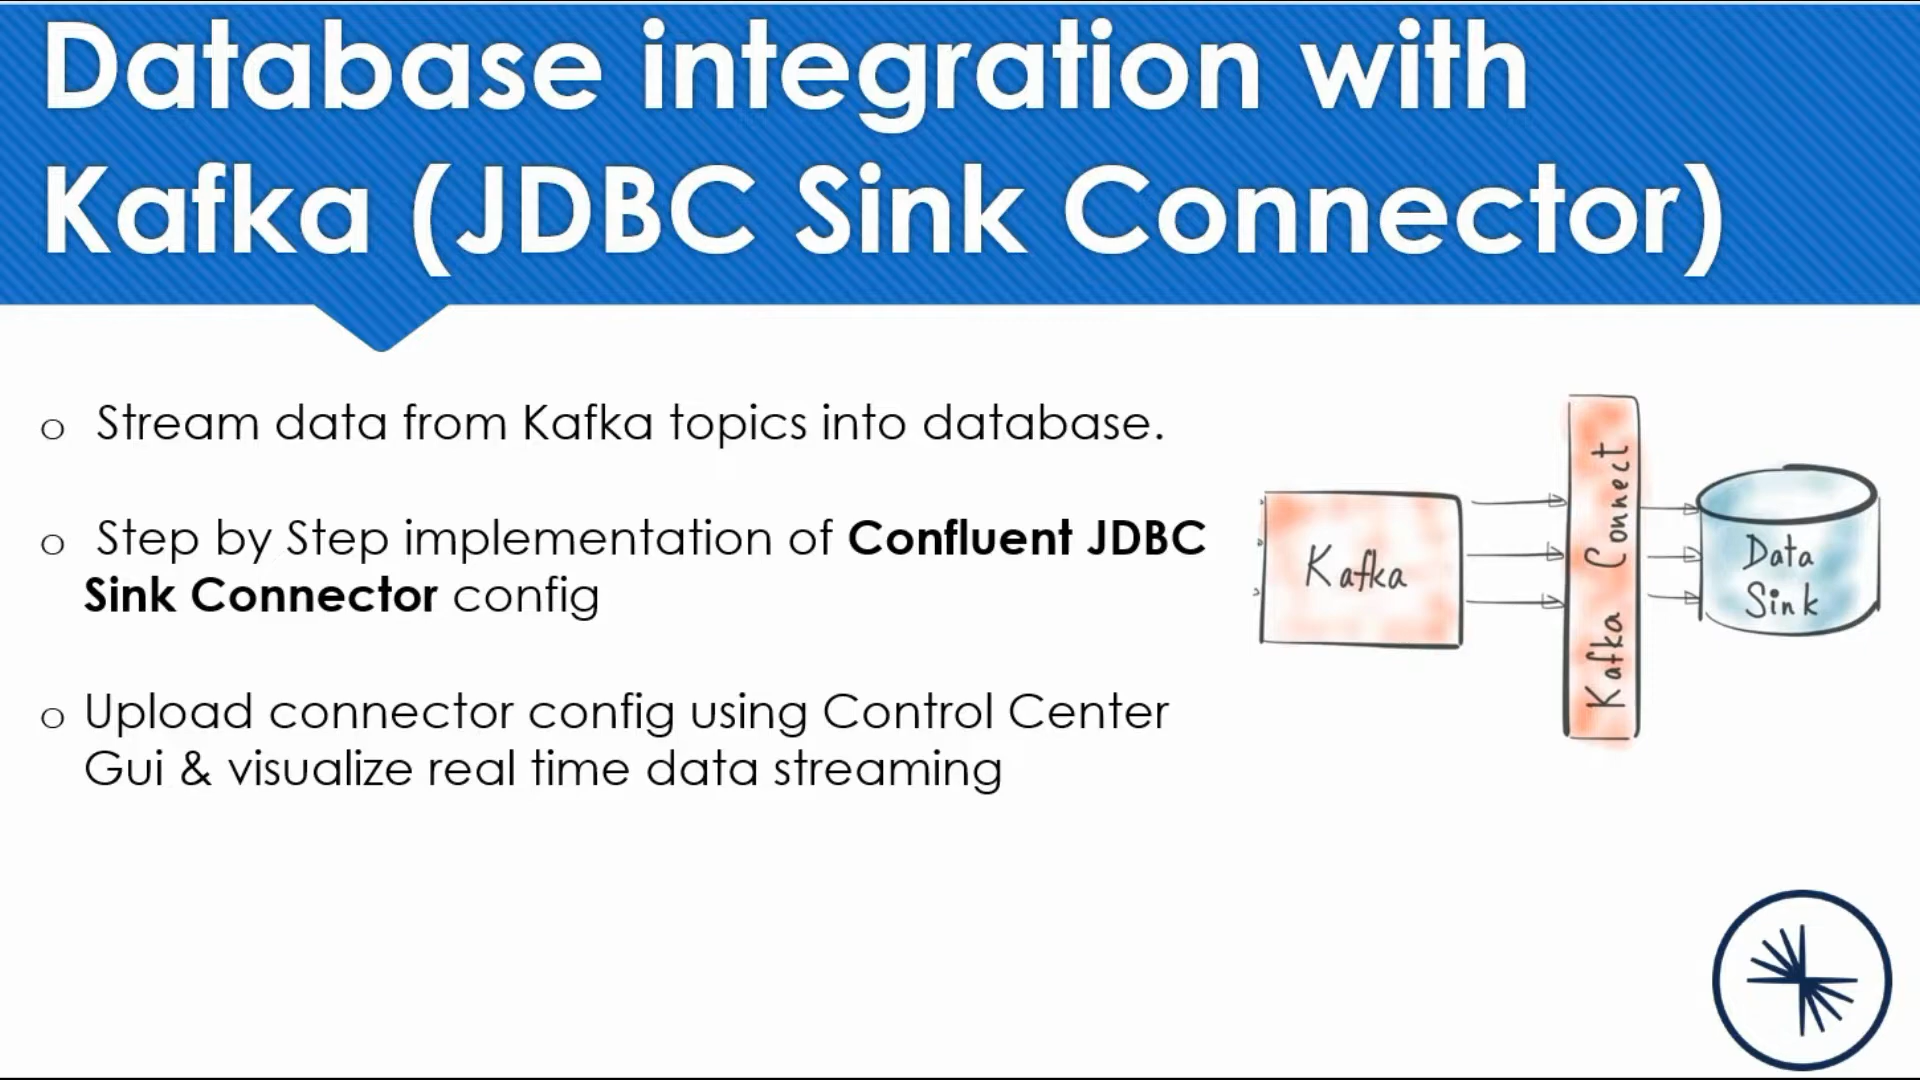 Database integration with
Kafka (JDBC Sink Connector)
o Stream data from Kafka topics into database.
o Step by Step implementation of Confluent JDBC
Sink Connector config
o Upload connector config using Control Center
Gui & visualize real time data streaming
Kafka
Kafka Connect
Data
Sink